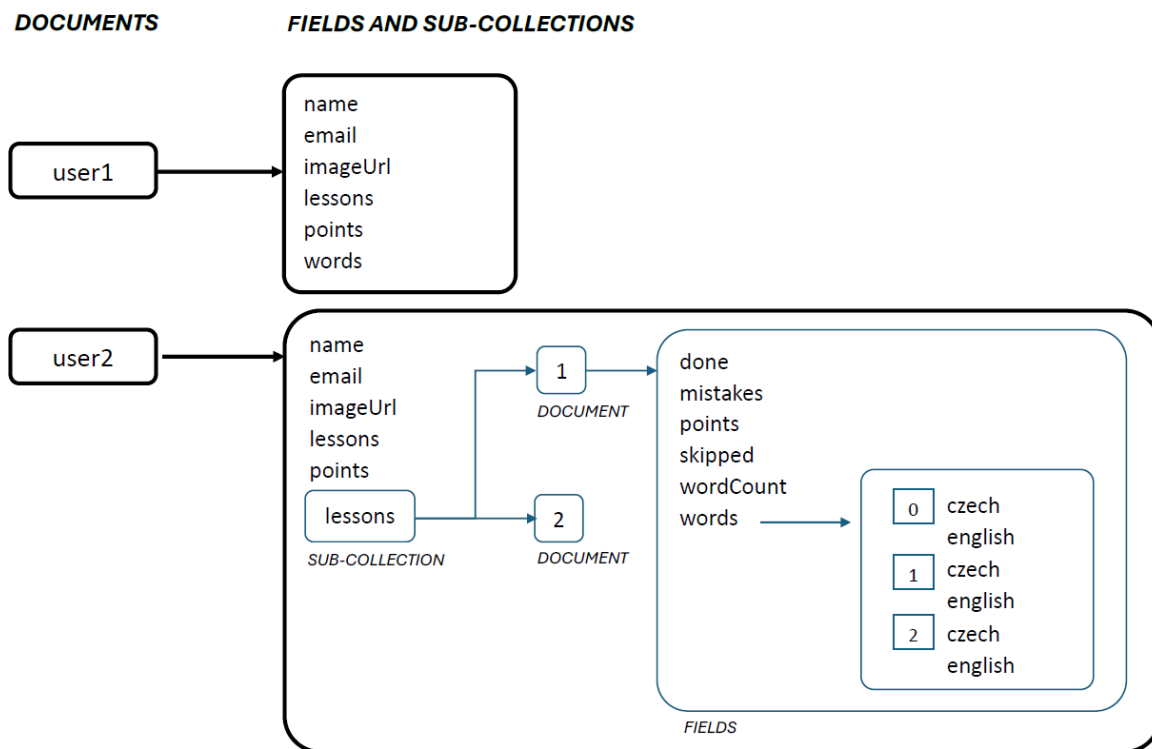 DOCUMENTS
FIELDS AND SUB-COLLECTIONS
user1
name
email
imageUrl
lessons
points
words
user2
name
email
imageUrl
lessons
points
lessons
SUB-COLLECTION
1
DOCUMENT
2
DOCUMENT
done
mistakes
points
skipped
wordCount
words
0 czech
english
1 czech
english
2 czech
english
FIELDS